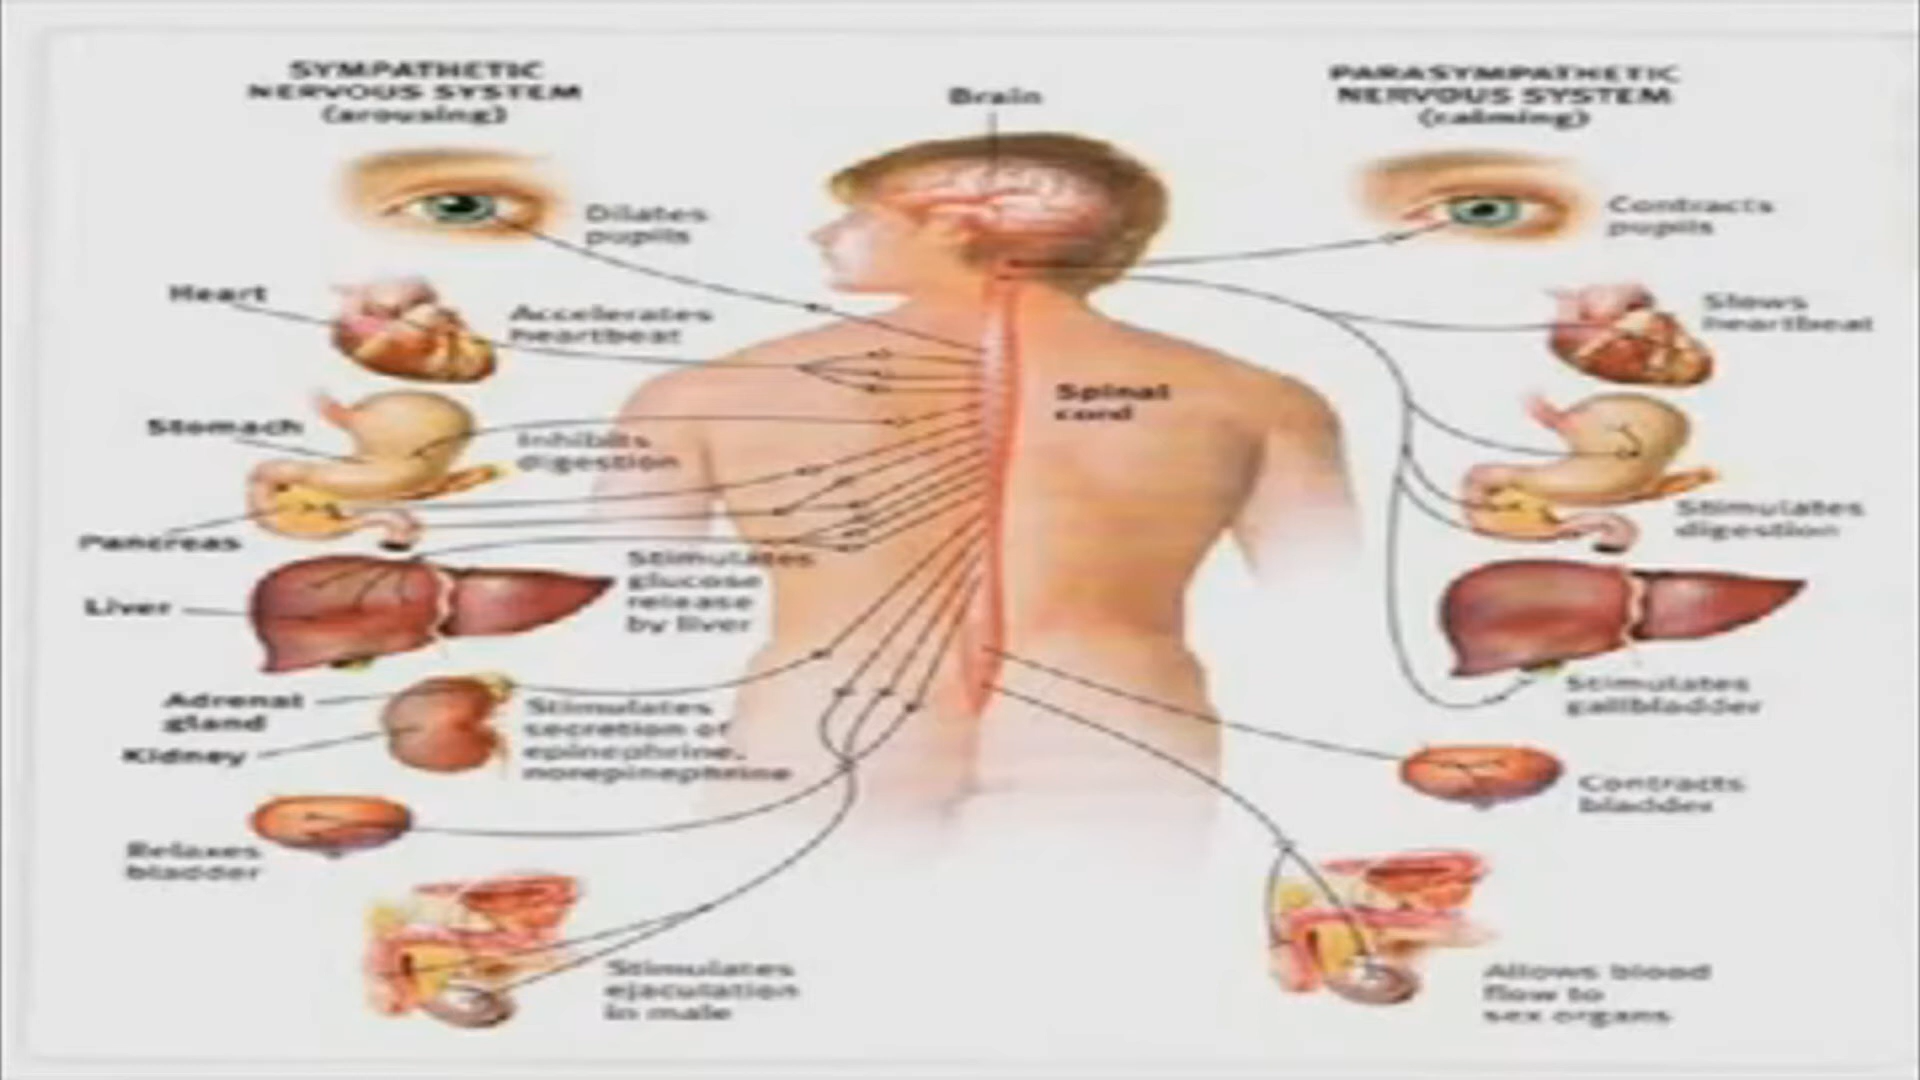 SYMPATHETIC
NERVOUS SYSTEM
(arousing)
Brain
PARASYMPATHETIC
NERVOUS SYSTEM
(calming)
Dilates
pupils
Contracts
pupils
Heart
Accelerates
heartbeat
Slows
heartbeat
Spinal
cord
Stomach
Inhibits
digestion
Stimulates
digestion
Pancreas
Liver
Stimulates
glucose
release
by liver
Stimulates
gallbladder
Adrenal
gland
Kidney
Stimulates
secretion of
epinephrine,
norepinephrine
Contracts
bladder
Relaxes
bladder
Stimulates
ejaculation
in male
Allows blood
flow to
sex organs